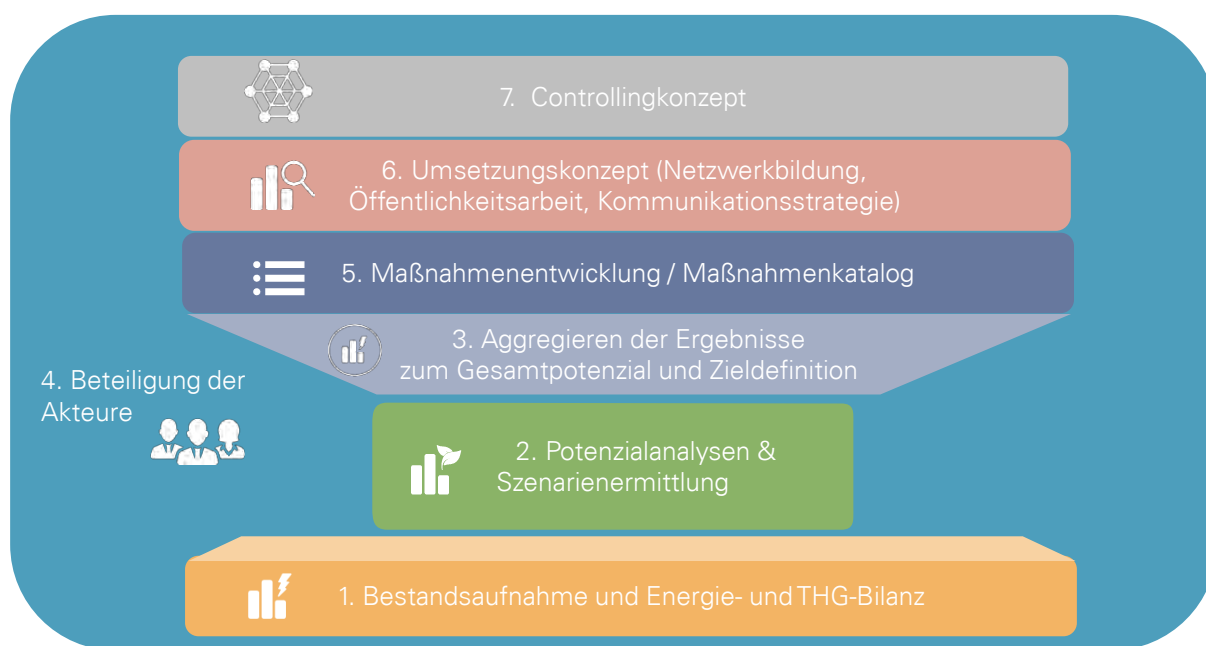 7. Controllingkonzept
6. Umsetzungskonzept (Netzwerkbildung,
Öffentlichkeitsarbeit, Kommunikationsstrategie)
5. Maßnahmenentwicklung / Maßnahmenkatalog
3. Aggregieren der Ergebnisse
zum Gesamtpotenzial und Zieldefinition
4. Beteiligung der
Akteure
2. Potenzialanalysen &
Szenarienermittlung
1. Bestandsaufnahme und Energie- und THG-Bilanz